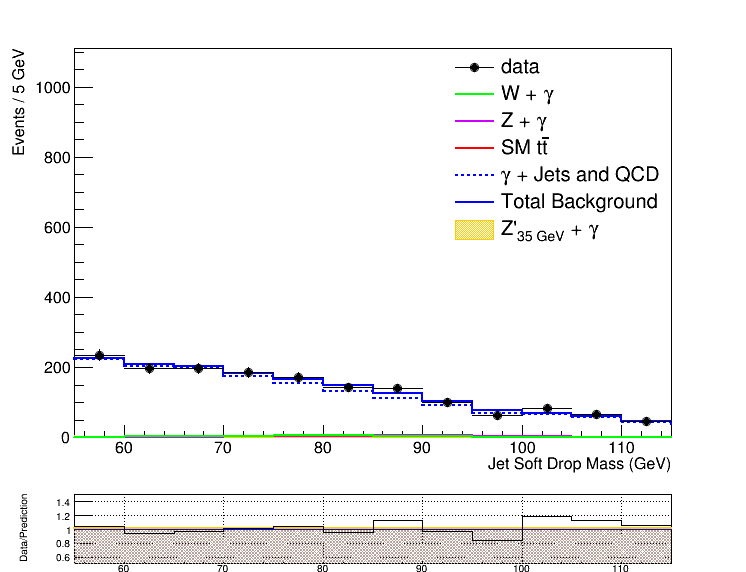 Events / 5 GeV
1000
800
600
400
200
0
data
W + γ
Z + γ
SM tt̄
γ + Jets and QCD
Total Background
Z'35 GeV + γ
60 70 80 90 100 110
Jet Soft Drop Mass (GeV)
Data/Prediction
1.4
1.2
1
0.8
0.6
60 70 80 90 100 110